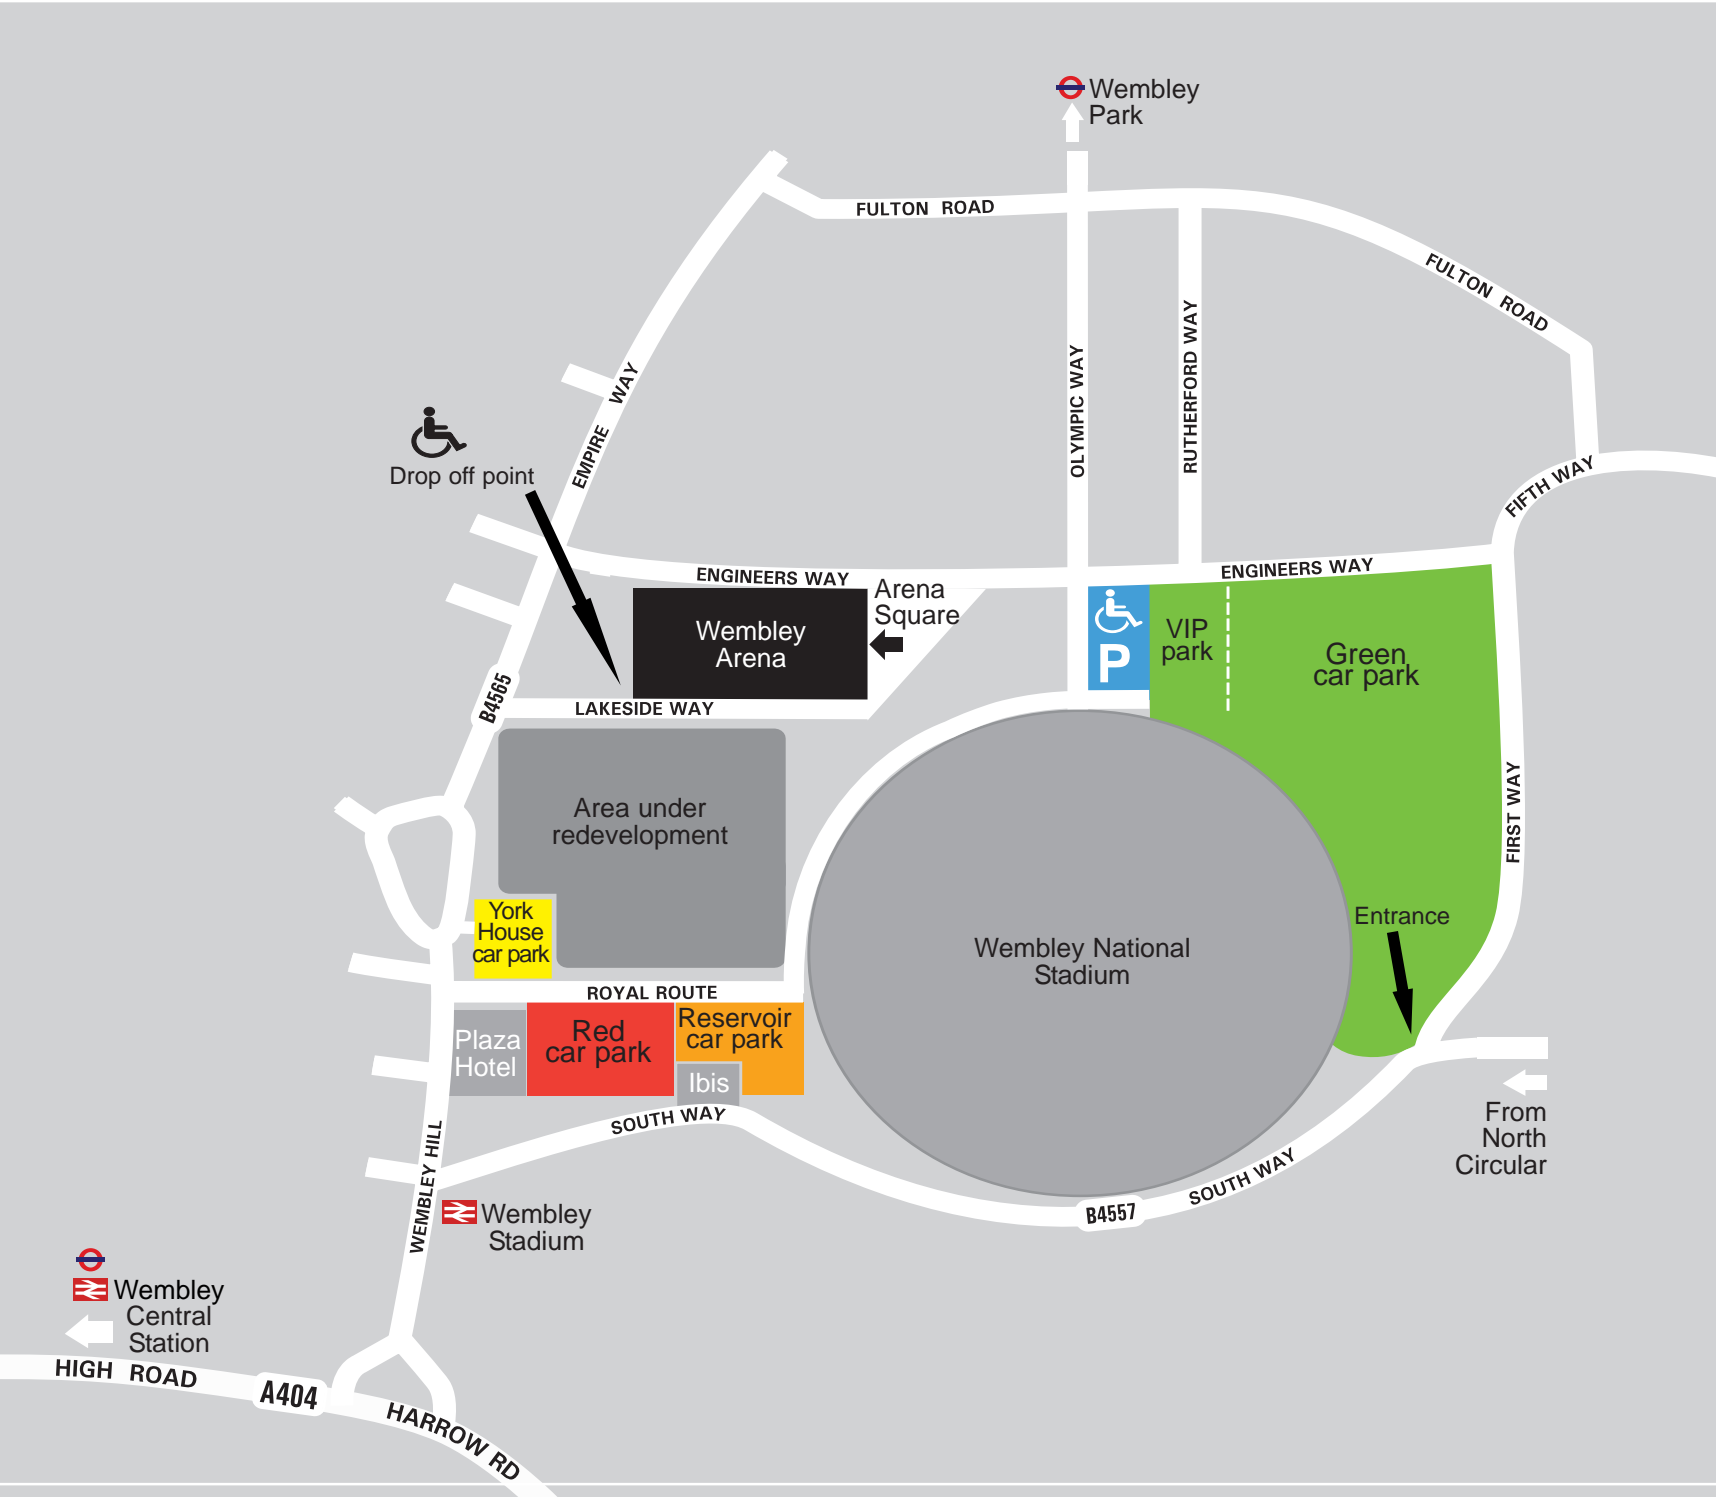 Wembley
Park
FULTON ROAD
FULTON ROAD
EMPIRE WAY
OLYMPIC WAY
RUTHERFORD WAY
Drop off point
FIFTH WAY
ENGINEERS WAY
ENGINEERS WAY
Arena
Square
Wembley
Arena
P
VIP
park
Green
car park
B4565
LAKESIDE WAY
Area under
redevelopment
FIRST WAY
York
House
car park
Entrance
Wembley National
Stadium
ROYAL ROUTE
Plaza
Hotel
Red
car park
Reservoir
car park
Ibis
SOUTH WAY
From
North
Circular
WEMBLEY HILL
SOUTH WAY
B4557
Wembley
Stadium
Wembley
Central
Station
HIGH ROAD
A404
HARROW RD